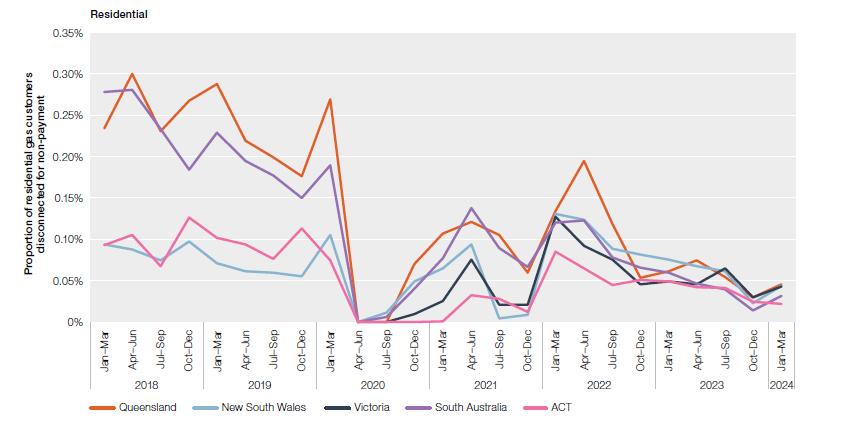 Residential
Proportion of residential gas customers
disconnected for non-payment
0.35%
0.30%
0.25%
0.20%
0.15%
0.10%
0.05%
0%
Jan–Mar Apr–Jun Jul–Sep Oct–Dec Jan–Mar Apr–Jun Jul–Sep Oct–Dec Jan–Mar Apr–Jun Jul–Sep Oct–Dec Jan–Mar Apr–Jun Jul–Sep Oct–Dec Jan–Mar Apr–Jun Jul–Sep Oct–Dec Jan–Mar Apr–Jun Jul–Sep Oct–Dec Jan–Mar
2018 2019 2020 2021 2022 2023 2024
Queensland New South Wales Victoria South Australia ACT